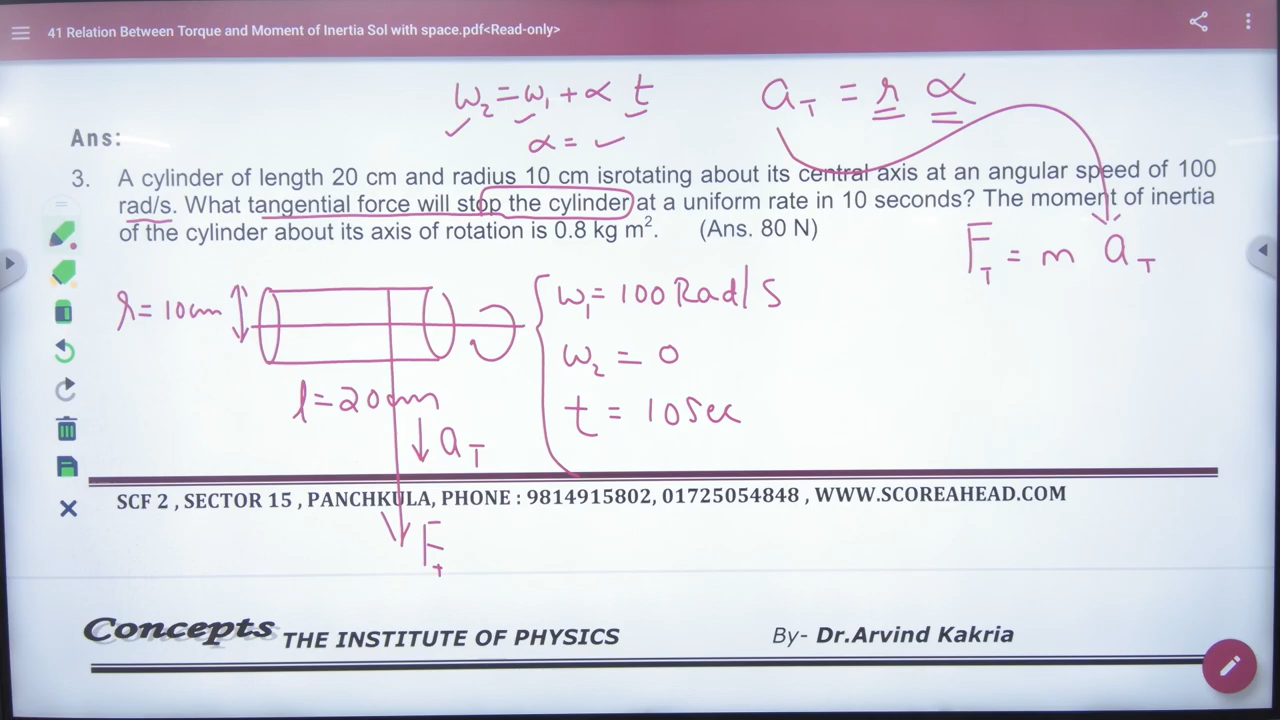 41 Relation Between Torque and Moment of Inertia Sol with space.pdf<Read-only>
ω₂ = ω₁ + α t
a_T = r α
α = ✓
Ans:
3. A cylinder of length 20 cm and radius 10 cm isrotating about its central axis at an angular speed of 100
rad/s. What tangential force will stop the cylinder at a uniform rate in 10 seconds? The moment of inertia
of the cylinder about its axis of rotation is 0.8 kg m². (Ans. 80 N)
F_T = m a_T
r = 10cm
ω₁ = 100 Rad/S
ω₂ = 0
l = 20cm
t = 10Sec
a_T
SCF 2 , SECTOR 15 , PANCHKULA, PHONE : 9814915802, 01725054848 , WWW.SCOREAHEAD.COM
F_T
Concepts THE INSTITUTE OF PHYSICS By- Dr.Arvind Kakria